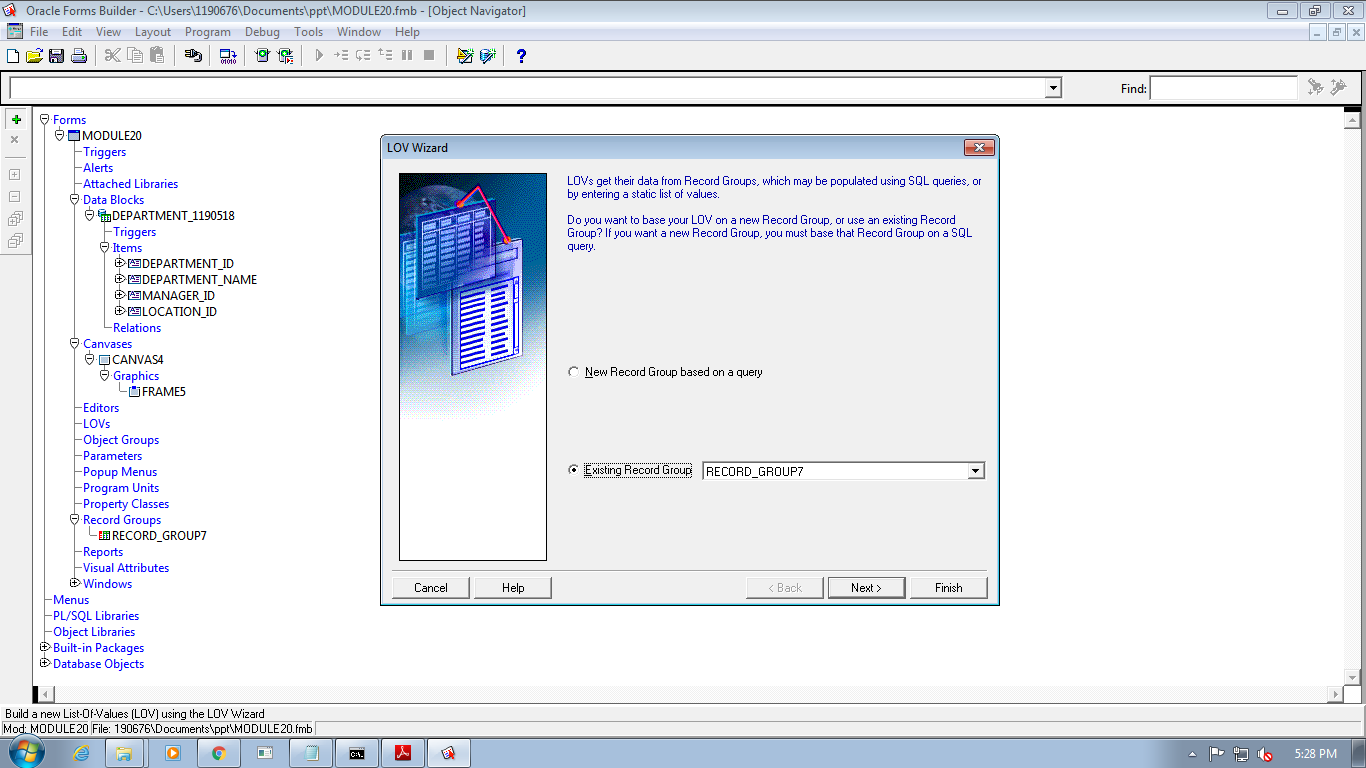 Oracle Forms Builder - C:\Users\1190676\Documents\ppt\MODULE20.fmb - [Object Navigator]
File Edit View Layout Program Debug Tools Window Help
Find:
Forms
MODULE20
Triggers
Alerts
Attached Libraries
Data Blocks
DEPARTMENT_1190518
Triggers
Items
DEPARTMENT_ID
DEPARTMENT_NAME
MANAGER_ID
LOCATION_ID
Relations
Canvases
CANVAS4
Graphics
FRAME5
Editors
LOVs
Object Groups
Parameters
Popup Menus
Program Units
Property Classes
Record Groups
RECORD_GROUP7
Reports
Visual Attributes
Windows
Menus
PL/SQL Libraries
Object Libraries
Built-in Packages
Database Objects
LOV Wizard
LOVs get their data from Record Groups, which may be populated using SQL queries, or
by entering a static list of values.
Do you want to base your LOV on a new Record Group, or use an existing Record
Group? If you want a new Record Group, you must base that Record Group on a SQL
query.
New Record Group based on a query
Existing Record Group RECORD_GROUP7
Cancel Help < Back Next > Finish
Build a new List-Of-Values (LOV) using the LOV Wizard
Mod: MODULE20 File: 190676\Documents\ppt\MODULE20.fmb
5:28 PM